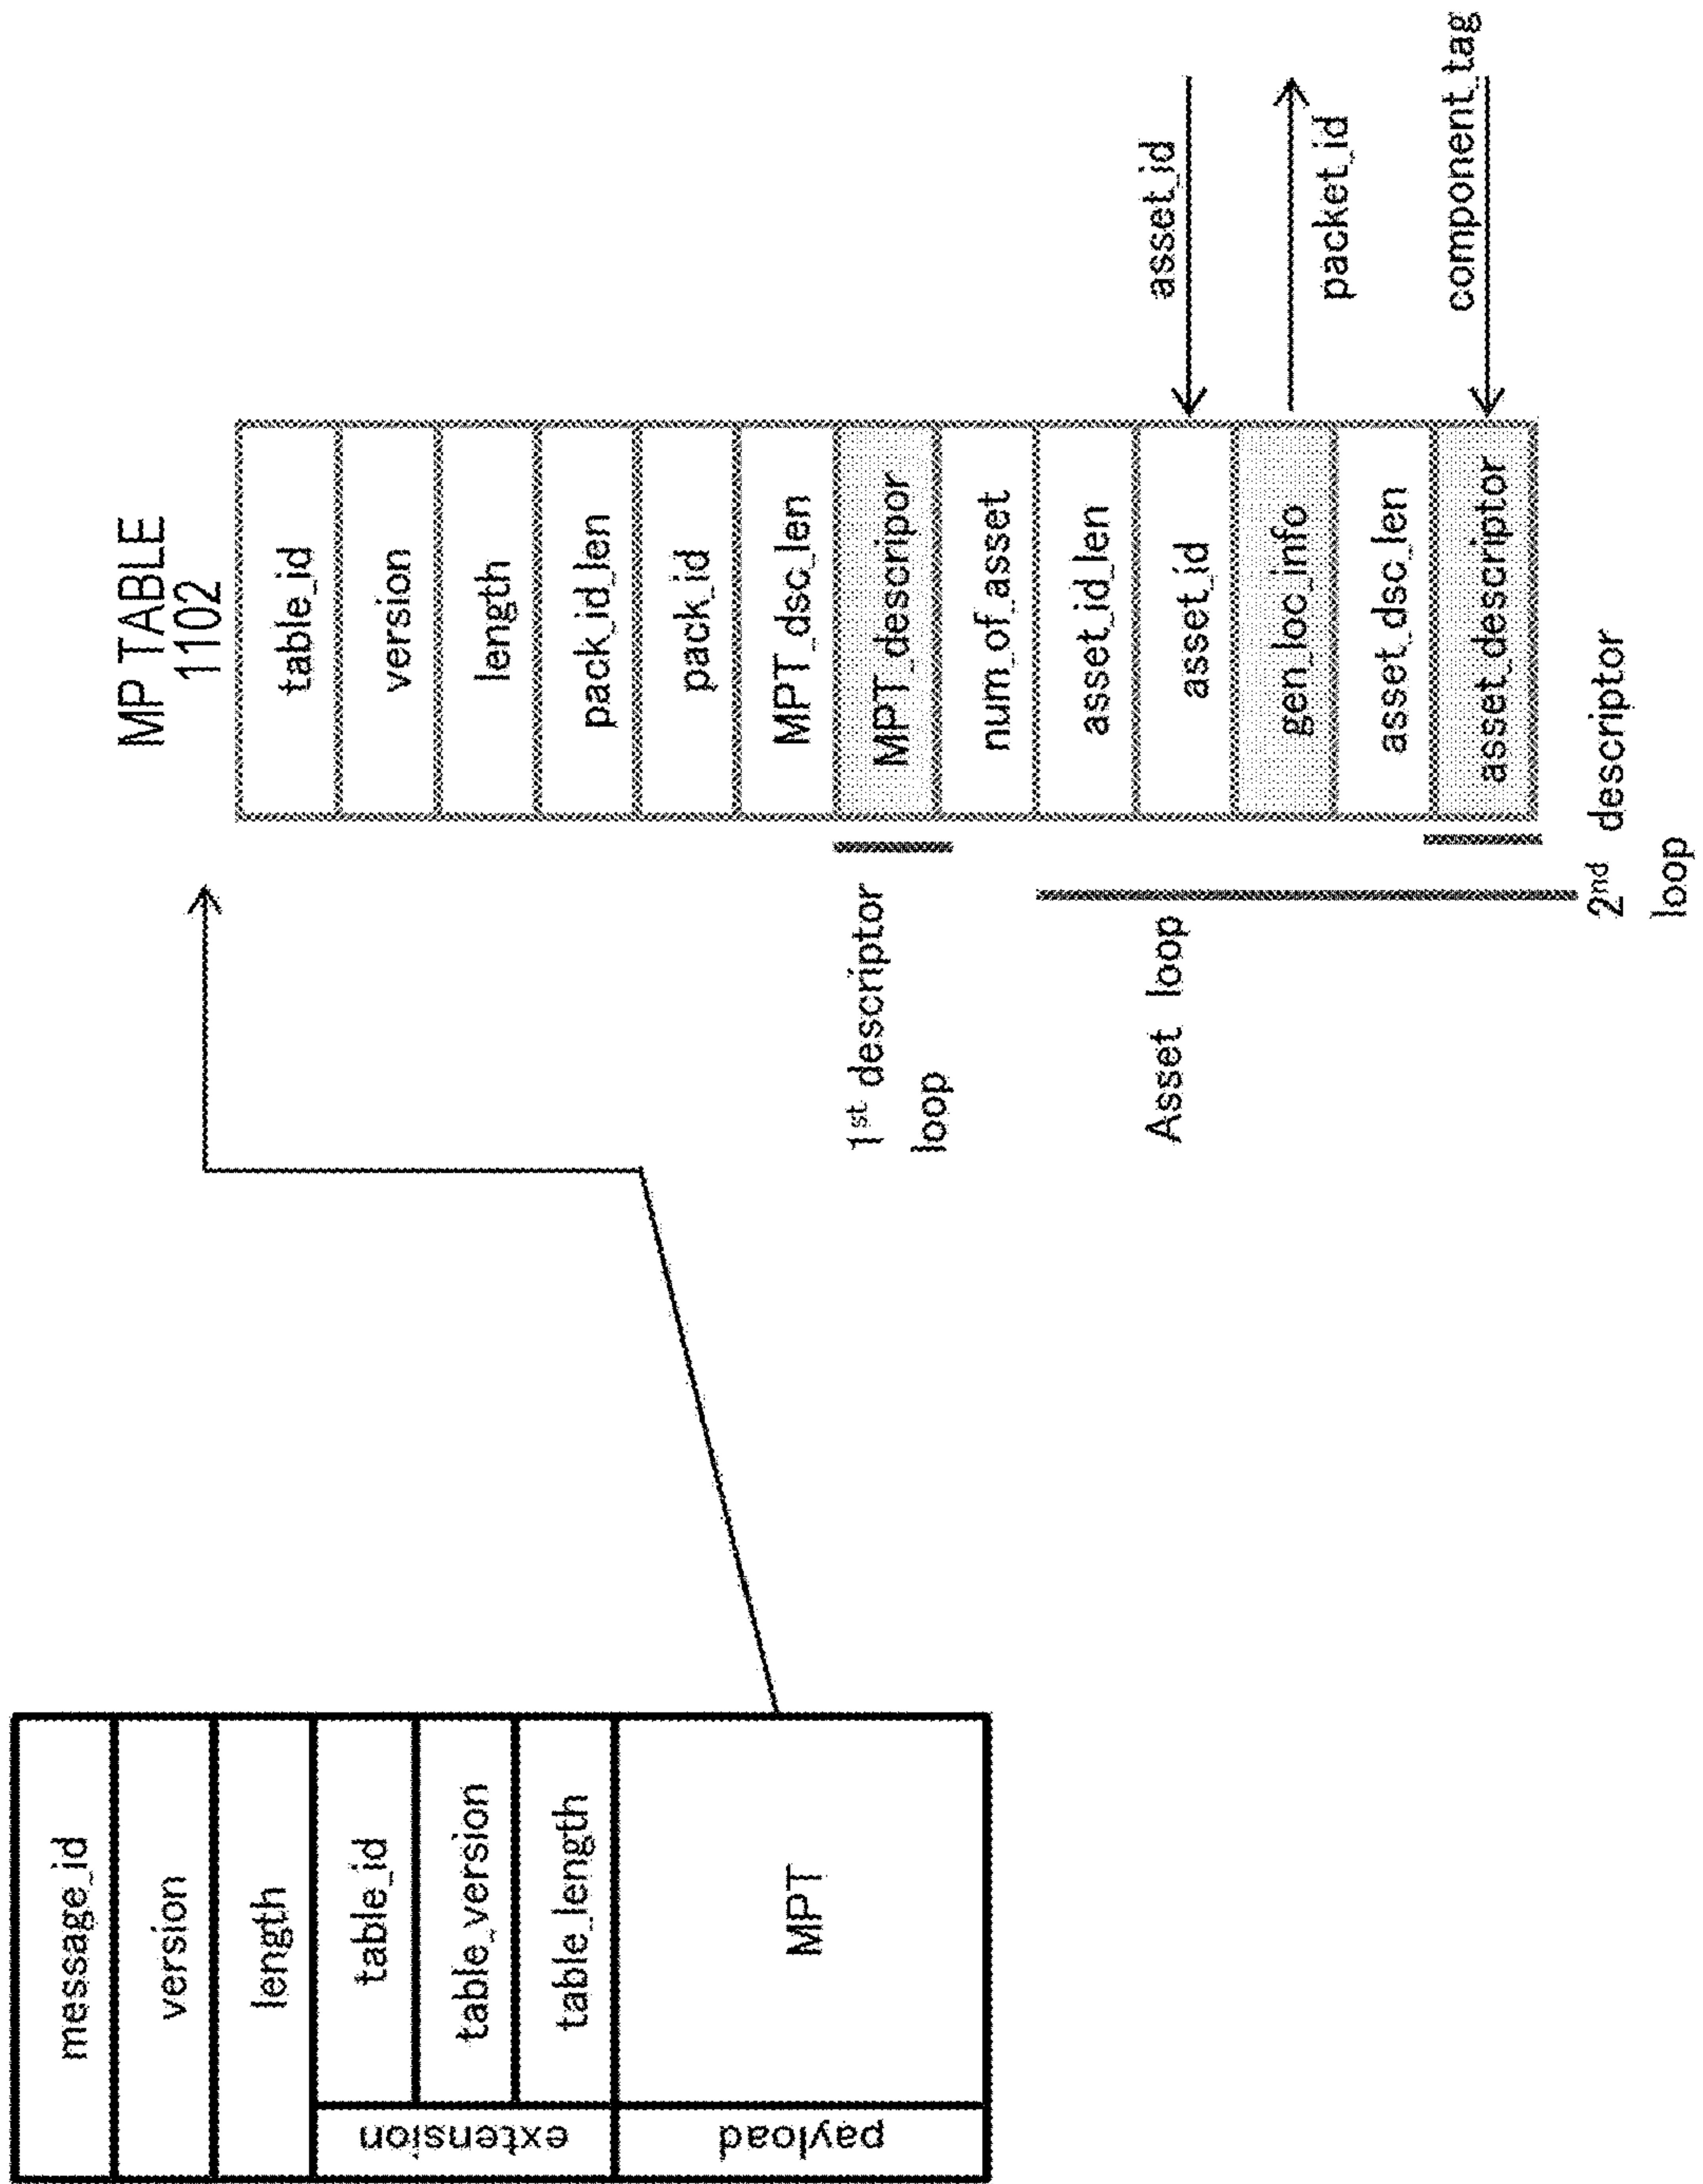 message_id
version
length
extension
table_id
table_version
table_length
payload
MPT
MP TABLE
1102
table_id
version
length
pack_id_len
pack_id
MPT_dsc_len
MPT_descripor
num_of_asset
asset_id_len
asset_id
gen_loc_info
asset_dsc_len
asset_descriptor
1st descriptor
loop
Asset loop
2nd descriptor
loop
asset_id
packet_id
component_tag